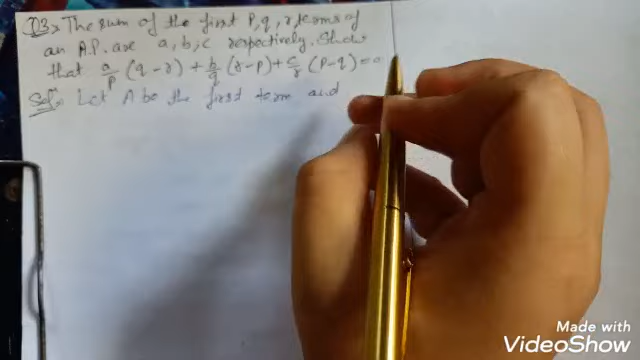 Q3> The sum of the first p, q, r terms of
an A.P. are a, b, c respectively. Show
that a/p (q-r) + b/q (r-p) + c/r (p-q) = 0
Sol> Let A be the first term and
Made with
VideoShow